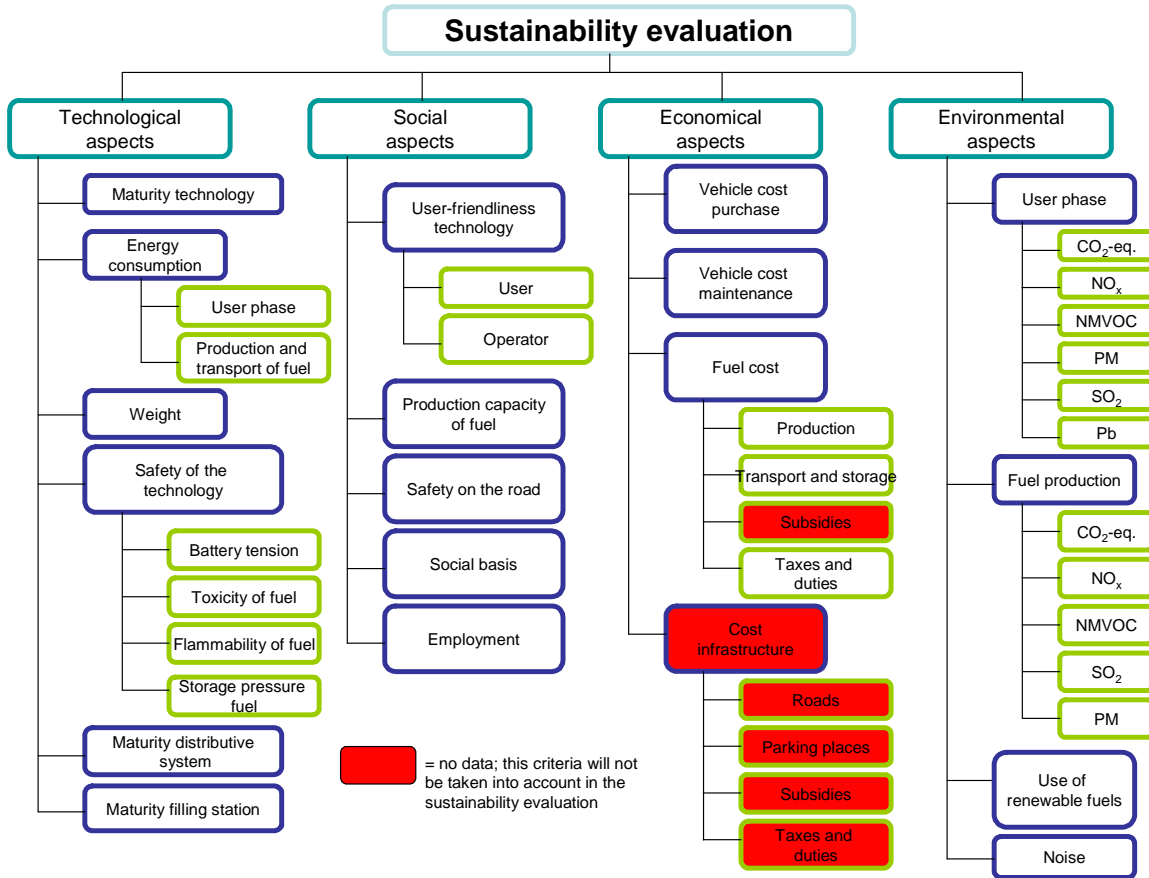 Sustainability evaluation
Technological
aspects
Maturity technology
Energy
consumption
User phase
Production and
transport of fuel
Weight
Safety of the
technology
Battery tension
Toxicity of fuel
Flammability of fuel
Storage pressure
fuel
Maturity distributive
system
Maturity filling station
Social
aspects
User-friendliness
technology
User
Operator
Production capacity
of fuel
Safety on the road
Social basis
Employment
= no data; this criteria will not
be taken into account in the
sustainability evaluation
Economical
aspects
Vehicle cost
purchase
Vehicle cost
maintenance
Fuel cost
Production
Transport and storage
Subsidies
Taxes and
duties
Cost
infrastructure
Roads
Parking places
Subsidies
Taxes and
duties
Environmental
aspects
User phase
CO₂-eq.
NOₓ
NMVOC
PM
SO₂
Pb
Fuel production
CO₂-eq.
NOₓ
NMVOC
SO₂
PM
Use of
renewable fuels
Noise